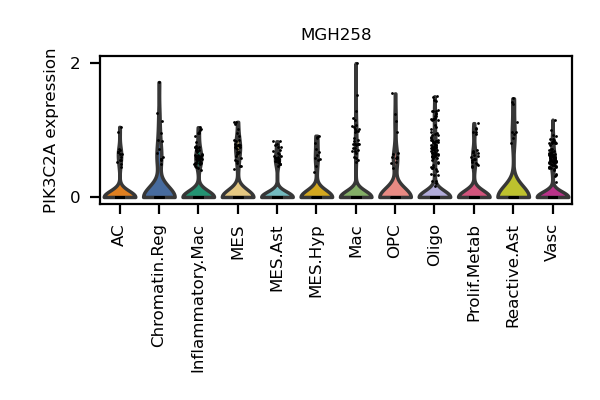 MGH258
PIK3C2A expression
2
0
AC
Chromatin.Reg
Inflammatory.Mac
MES
MES.Ast
MES.Hyp
Mac
OPC
Oligo
Prolif.Metab
Reactive.Ast
Vasc